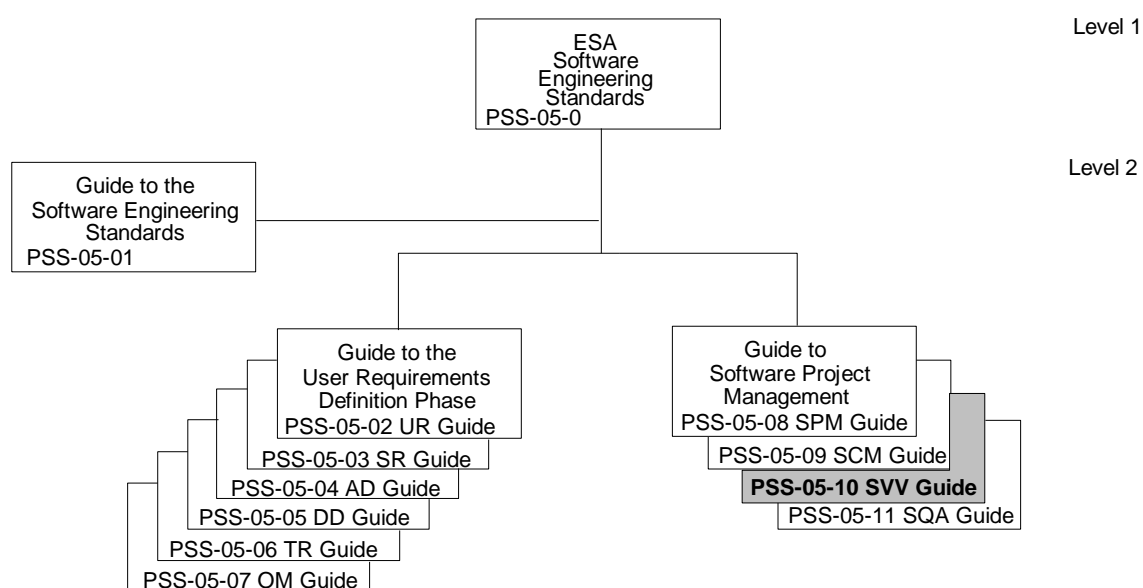 Level 1
ESA
Software
Engineering
Standards
PSS-05-0
Level 2
Guide to the
Software Engineering
Standards
PSS-05-01
Guide to the
User Requirements
Definition Phase
PSS-05-02 UR Guide
PSS-05-03 SR Guide
PSS-05-04 AD Guide
PSS-05-05 DD Guide
PSS-05-06 TR Guide
PSS-05-07 OM Guide
Guide to
Software Project
Management
PSS-05-08 SPM Guide
PSS-05-09 SCM Guide
PSS-05-10 SVV Guide
PSS-05-11 SQA Guide